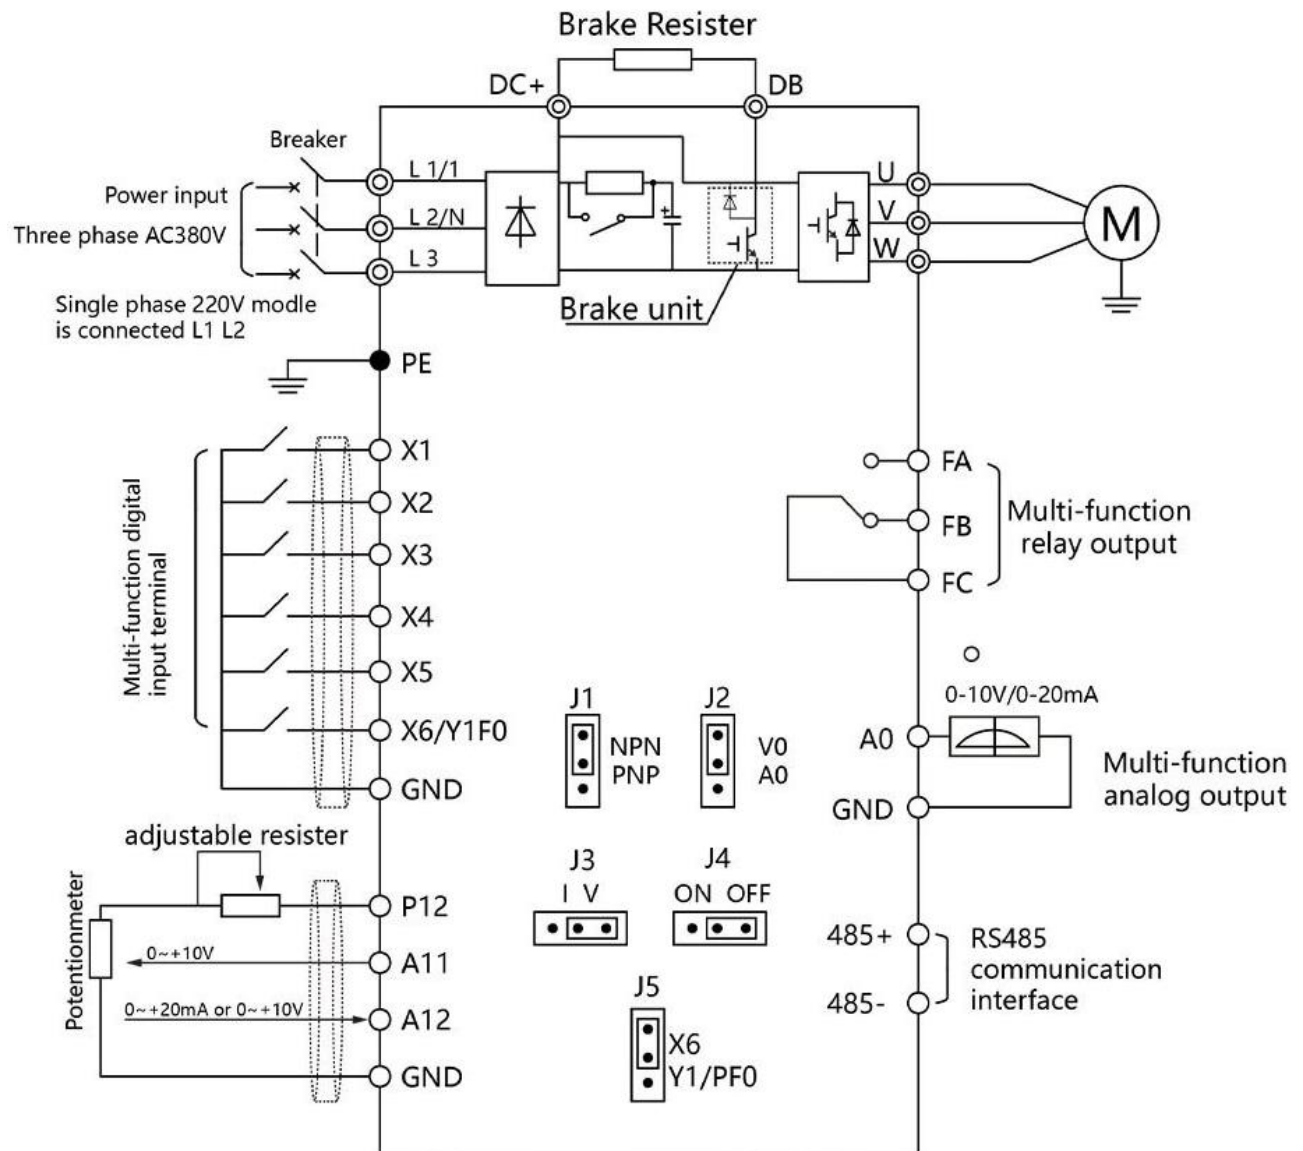 Brake Resister
DC+
DB
Breaker
L 1/1
U
Power input
L 2/N
V
M
Three phase AC380V
W
L 3
Single phase 220V modle
is connected L1 L2
Brake unit
PE
X1
FA
X2
Multi-function
relay output
FB
X3
FC
Multi-function digital
input terminal
X4
X5
J1
J2
0-10V/0-20mA
X6/Y1F0
NPN
PNP
V0
A0
A0
Multi-function
analog output
GND
GND
adjustable resister
J3
J4
I V
ON OFF
P12
Potentionmeter
0~+10V
A11
485+
RS485
communication
interface
J5
485-
0~+20mA or 0~+10V
A12
X6
Y1/PF0
GND